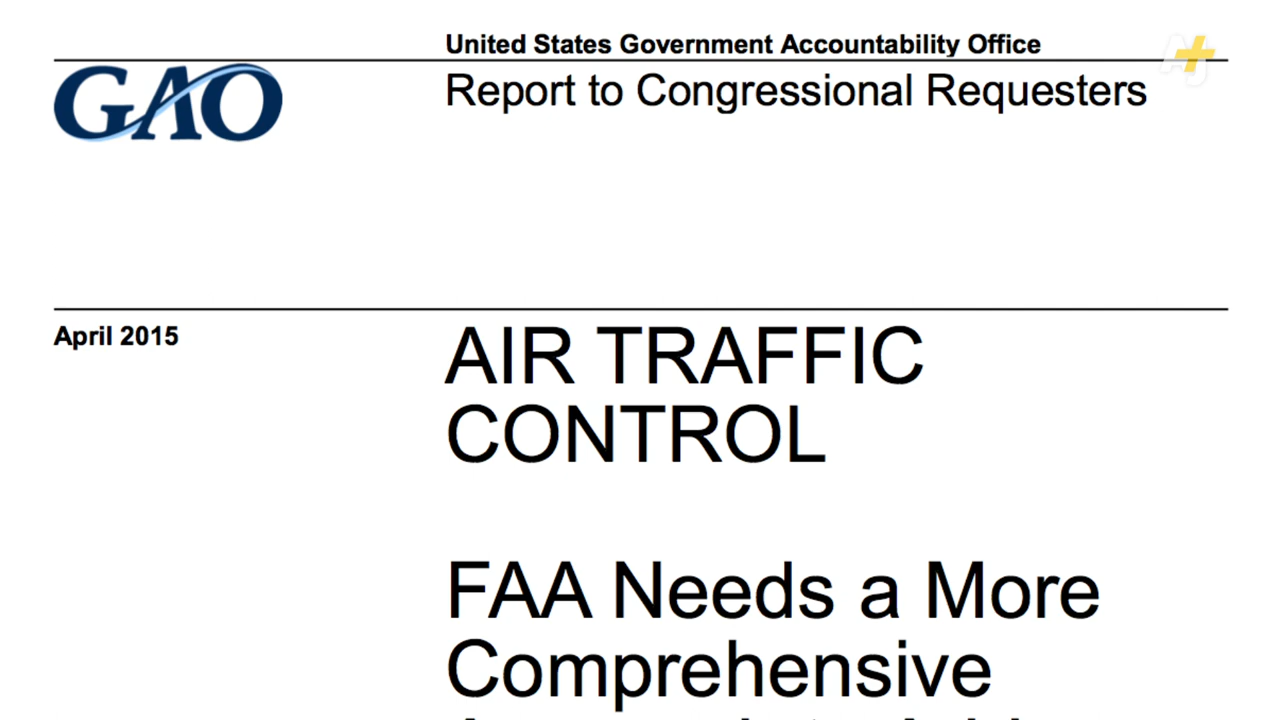 United States Government Accountability Office
GAO
Report to Congressional Requesters
AJ+
April 2015
AIR TRAFFIC
CONTROL
FAA Needs a More
Comprehensive